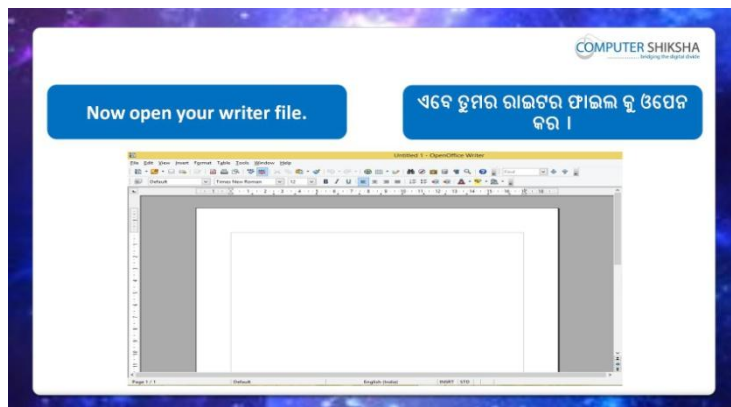 COMPUTER SHIKSHA
bridging the digital divide
Now open your writer file.
ଏବେ ତୁମର ରାଇଟର ଫାଇଲ କୁ ଓପେନ
କର ।
Untitled 1 - OpenOffice Writer
File Edit View Insert Format Table Tools Window Help
Default Times New Roman 12 B I U
Page 1 / 1 Default English (India) INSRT STD